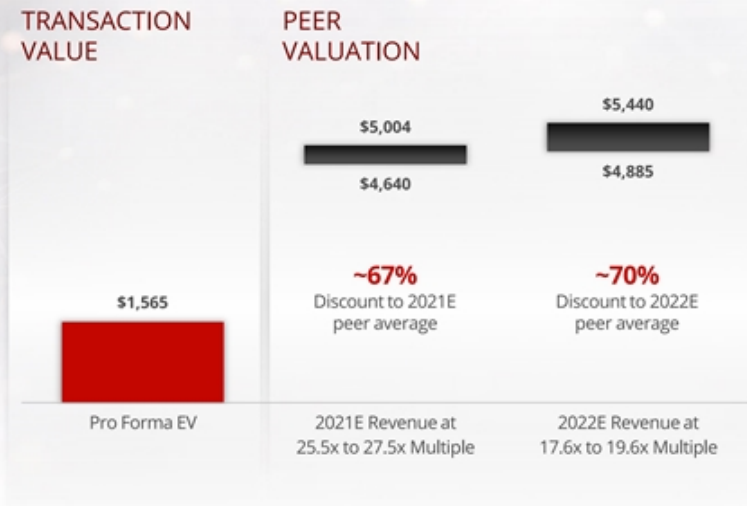 TRANSACTION
VALUE
PEER
VALUATION
$5,440
$5,004
$4,885
$4,640
~67%
Discount to 2021E
peer average
~70%
Discount to 2022E
peer average
$1,565
Pro Forma EV
2021E Revenue at
25.5x to 27.5x Multiple
2022E Revenue at
17.6x to 19.6x Multiple